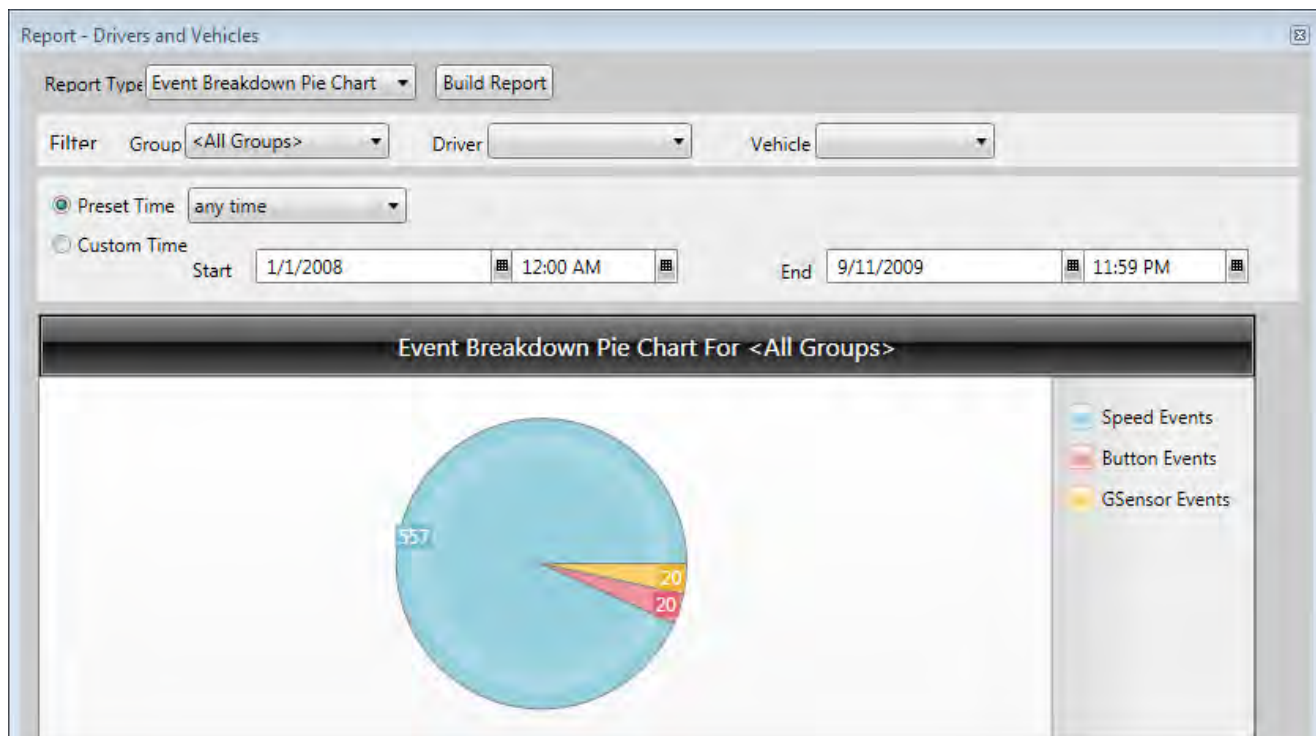 Report - Drivers and Vehicles
Report Type Event Breakdown Pie Chart Build Report
Filter Group <All Groups> Driver Vehicle
Preset Time any time
Custom Time
Start 1/1/2008 12:00 AM End 9/11/2009 11:59 PM
Event Breakdown Pie Chart For <All Groups>
Speed Events
Button Events
GSensor Events
557
20
20